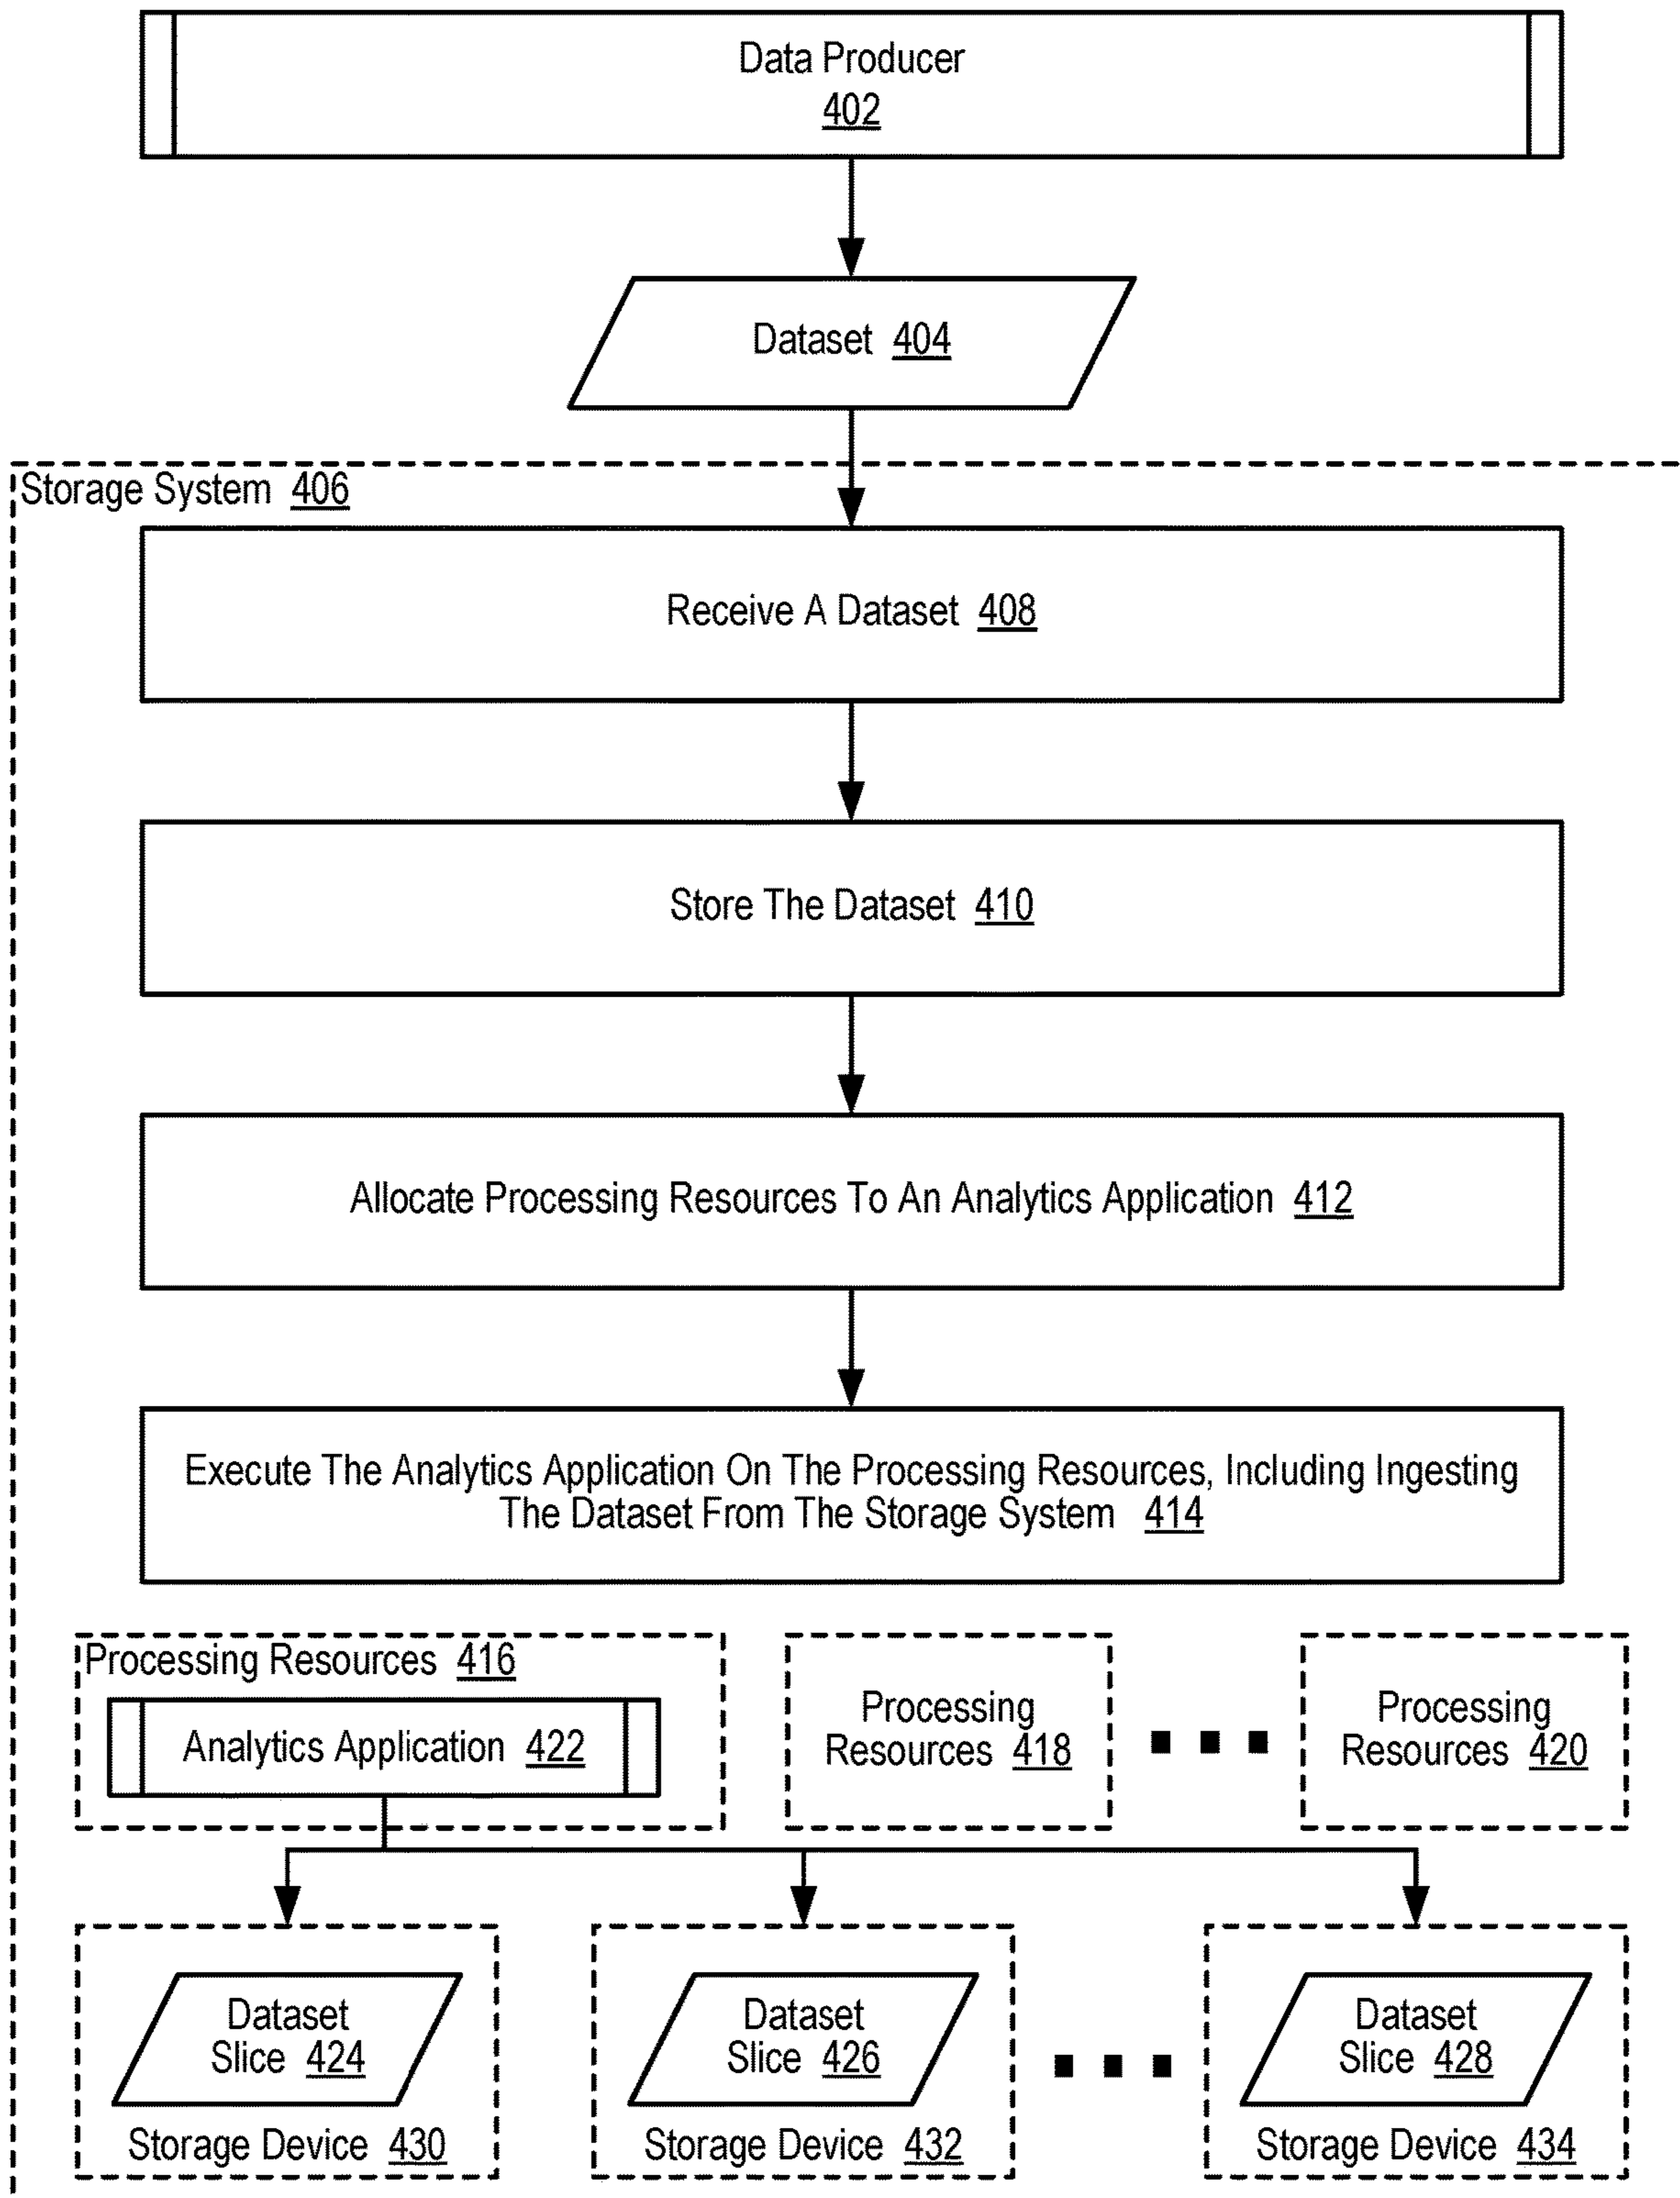 Data Producer
402
Dataset 404
Storage System 406
Receive A Dataset 408
Store The Dataset 410
Allocate Processing Resources To An Analytics Application 412
Execute The Analytics Application On The Processing Resources, Including Ingesting
The Dataset From The Storage System 414
Processing Resources 416
Analytics Application 422
Processing
Resources 418
Processing
Resources 420
Dataset
Slice 424
Storage Device 430
Dataset
Slice 426
Storage Device 432
Dataset
Slice 428
Storage Device 434